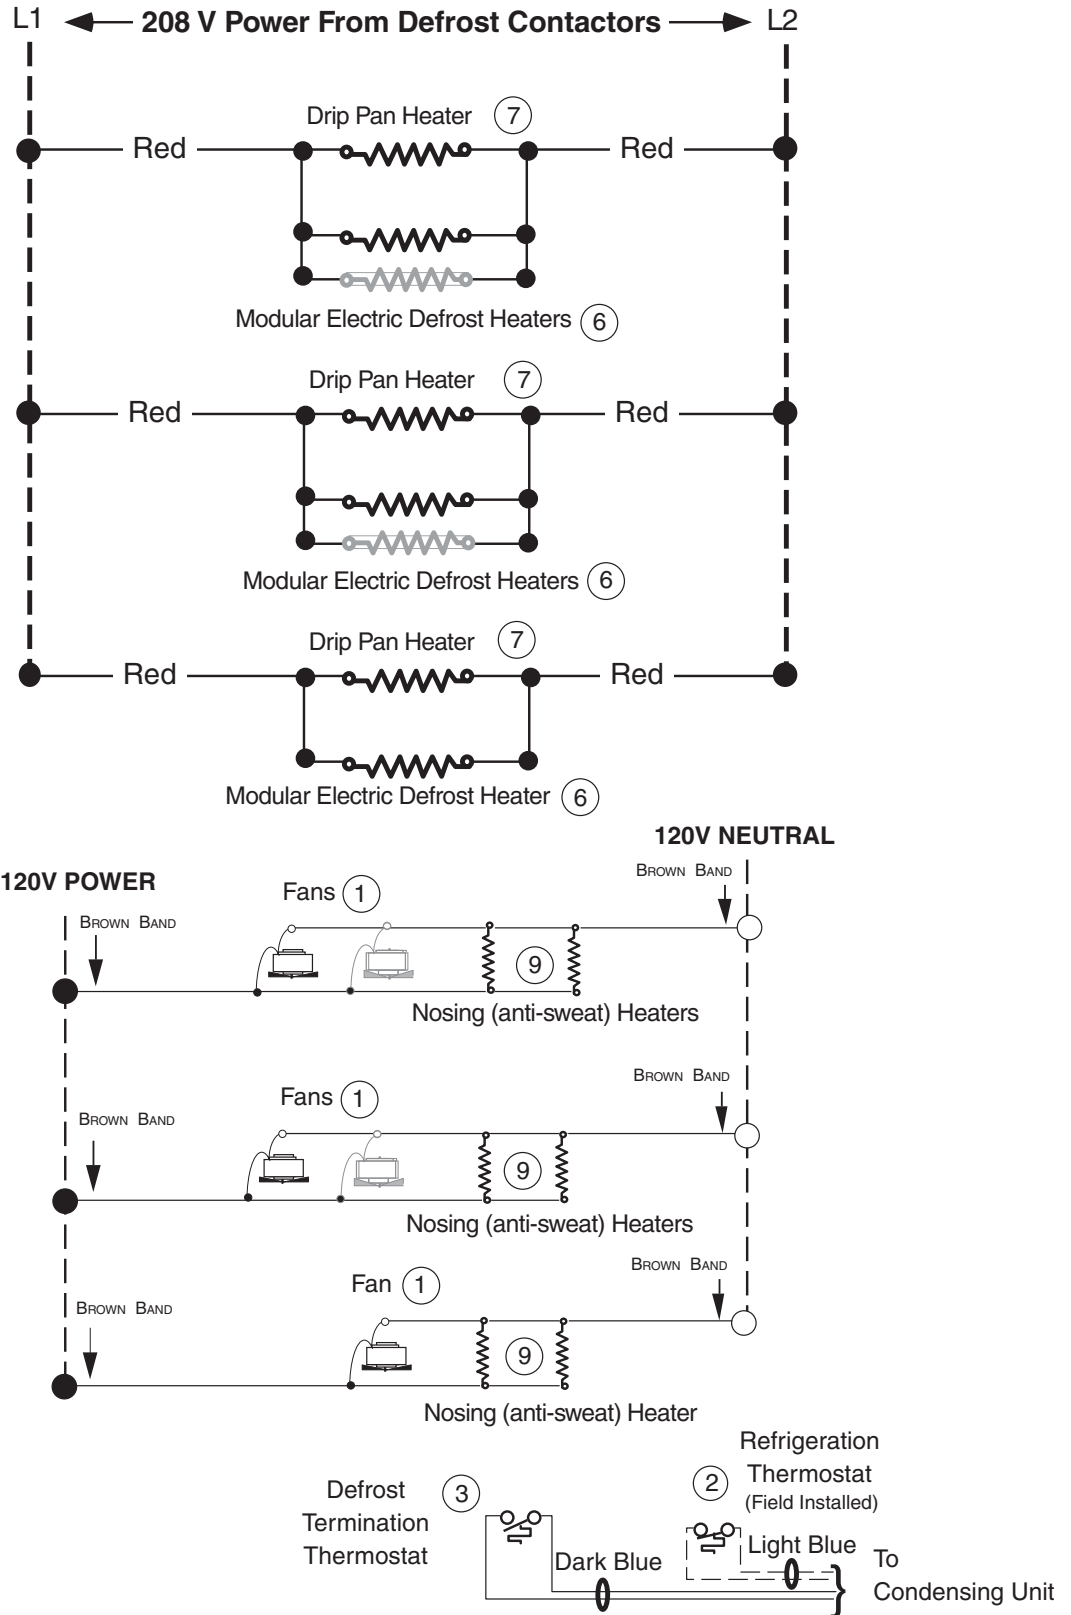 L1 208 V Power From Defrost Contactors L2
Drip Pan Heater 7
Red Red
Modular Electric Defrost Heaters 6
Drip Pan Heater 7
Red Red
Modular Electric Defrost Heaters 6
Drip Pan Heater 7
Red Red
Modular Electric Defrost Heater 6
120V NEUTRAL
BROWN BAND
120V POWER
Fans 1
BROWN BAND
9
Nosing (anti-sweat) Heaters
BROWN BAND
Fans 1
BROWN BAND
9
Nosing (anti-sweat) Heaters
BROWN BAND
Fan 1
BROWN BAND
9
Nosing (anti-sweat) Heater
Refrigeration
Thermostat
(Field Installed)
2
Defrost
Termination
Thermostat
3
Dark Blue
Light Blue
To
Condensing Unit